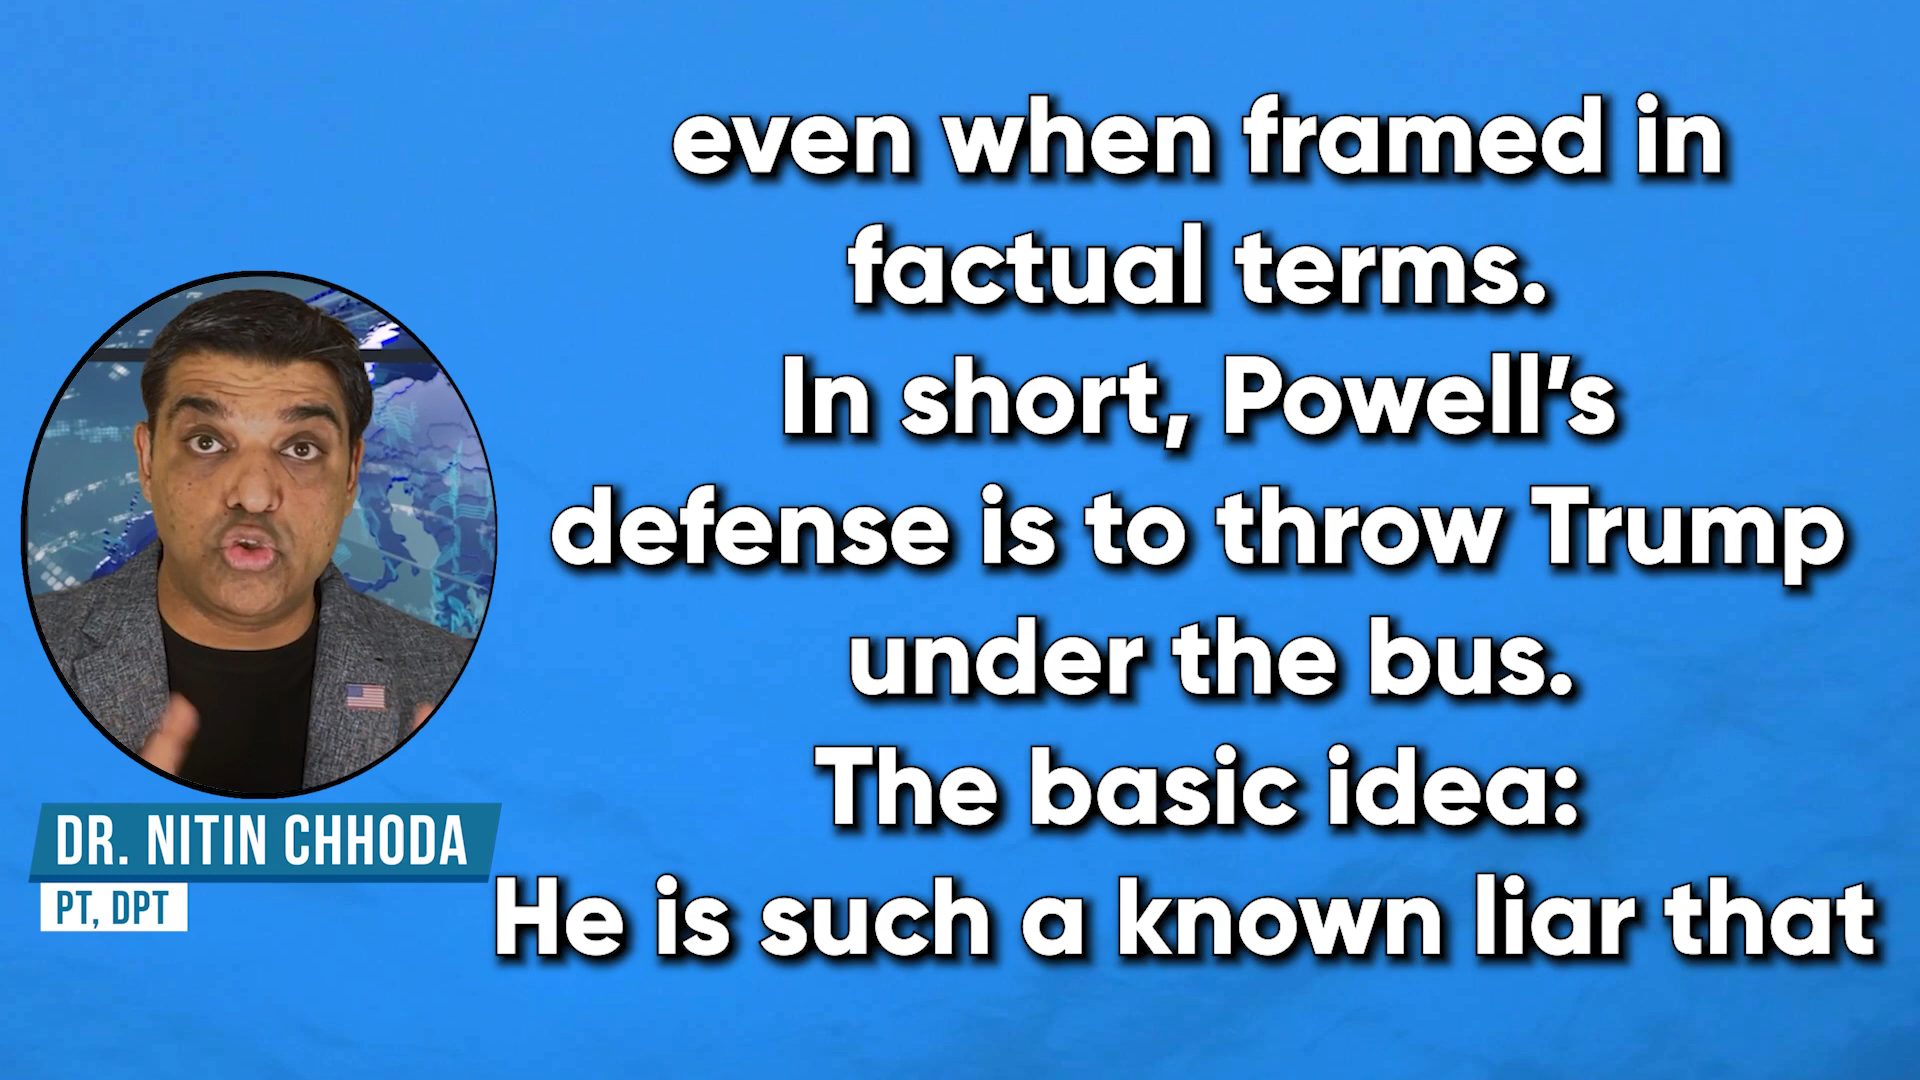 even when framed in
factual terms.
In short, Powell’s
defense is to throw Trump
under the bus.
The basic idea:
He is such a known liar that
DR. NITIN CHHODA
PT, DPT